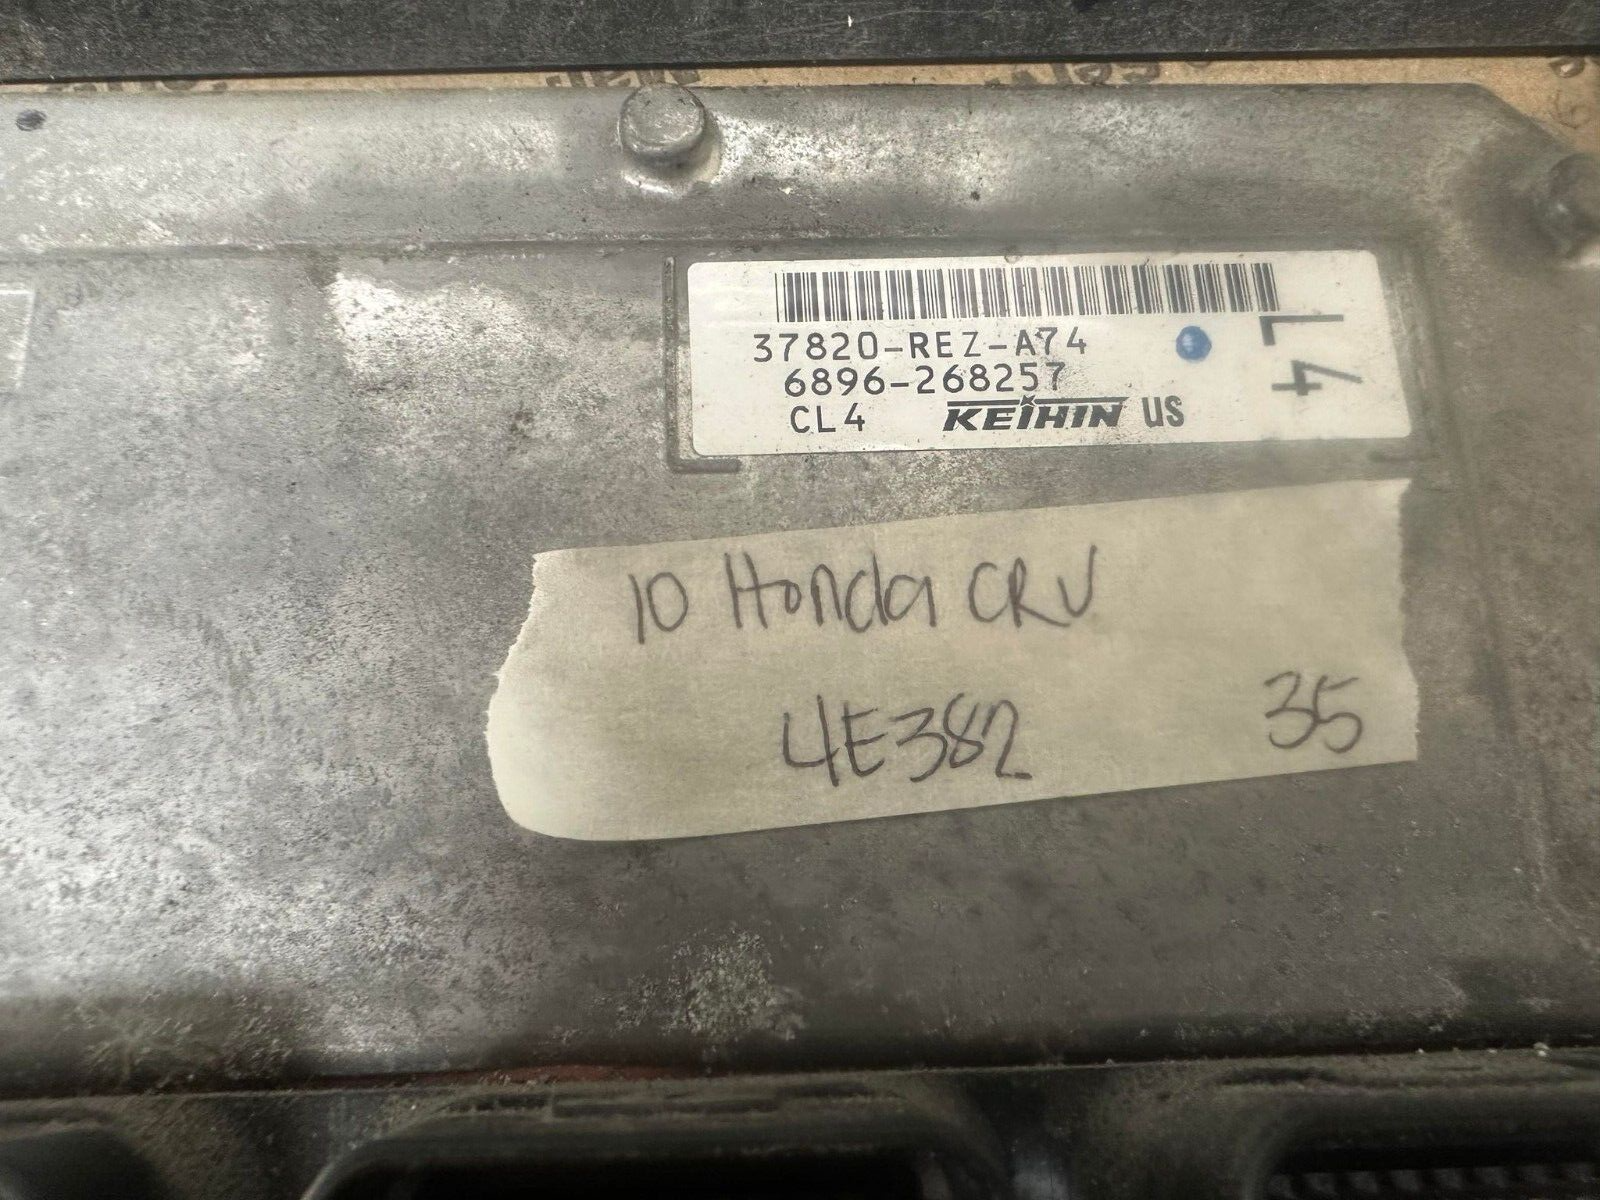 37820-REZ-A74
6896-268257
CL4 KEIHIN US
L4
10 Honda CRV
4E382 35